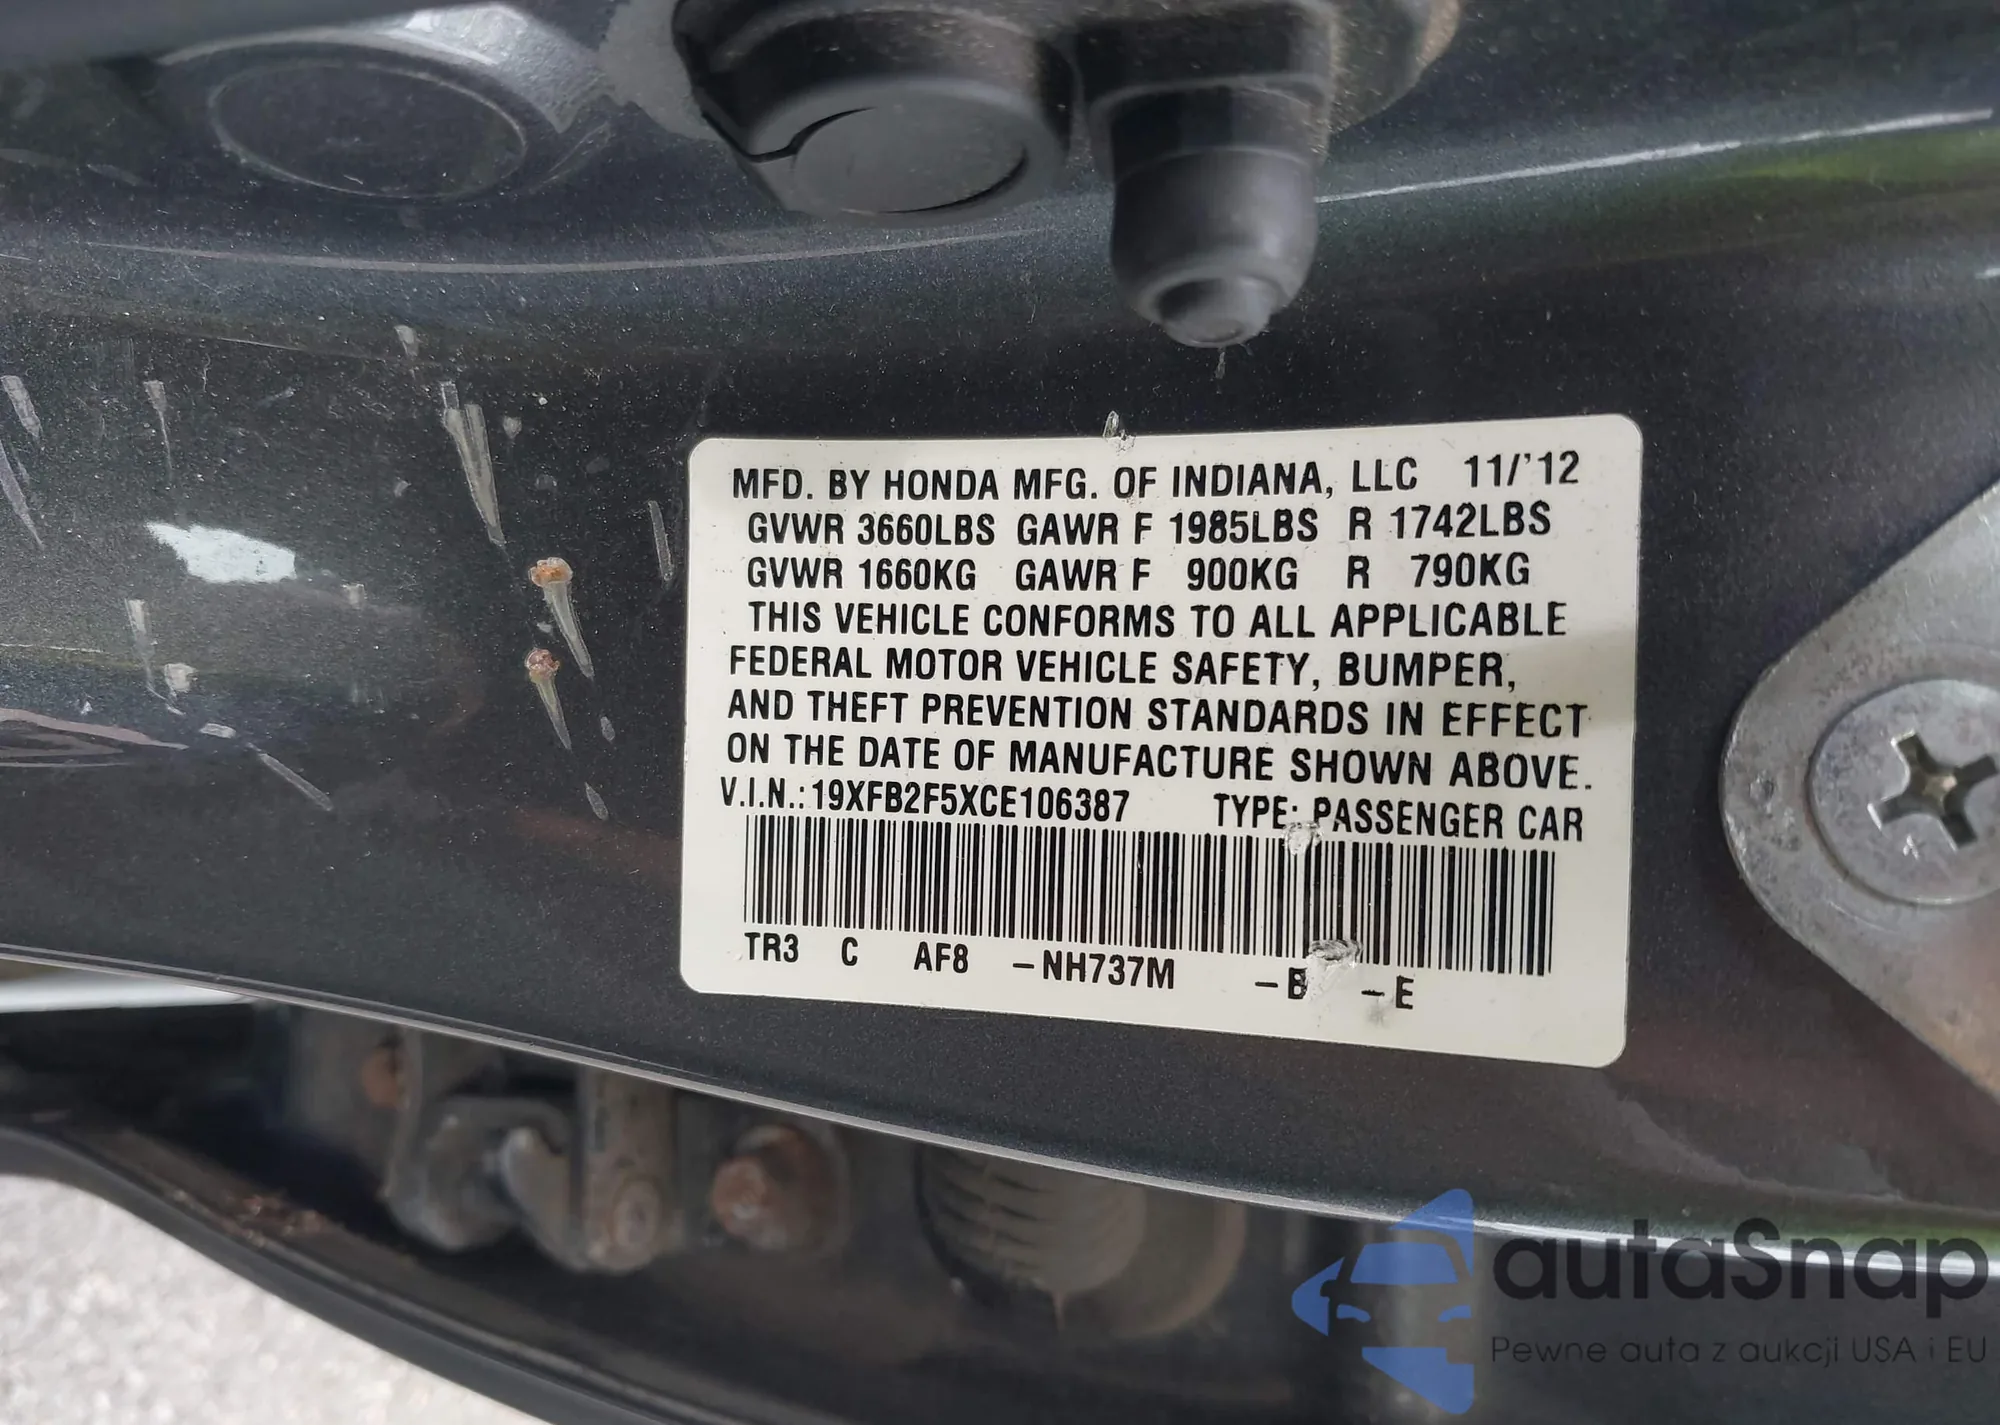 MFD. BY HONDA MFG. OF INDIANA, LLC 11/'12
GVWR 3660LBS GAWR F 1985LBS R 1742LBS
GVWR 1660KG GAWR F 900KG R 790KG
THIS VEHICLE CONFORMS TO ALL APPLICABLE
FEDERAL MOTOR VEHICLE SAFETY, BUMPER,
AND THEFT PREVENTION STANDARDS IN EFFECT
ON THE DATE OF MANUFACTURE SHOWN ABOVE.
V.I.N.: 19XFB2F5XCE106387 TYPE: PASSENGER CAR
TR3 C AF8 -NH737M -B -E
autaSnap
Pewne auta z aukcji USA i EU